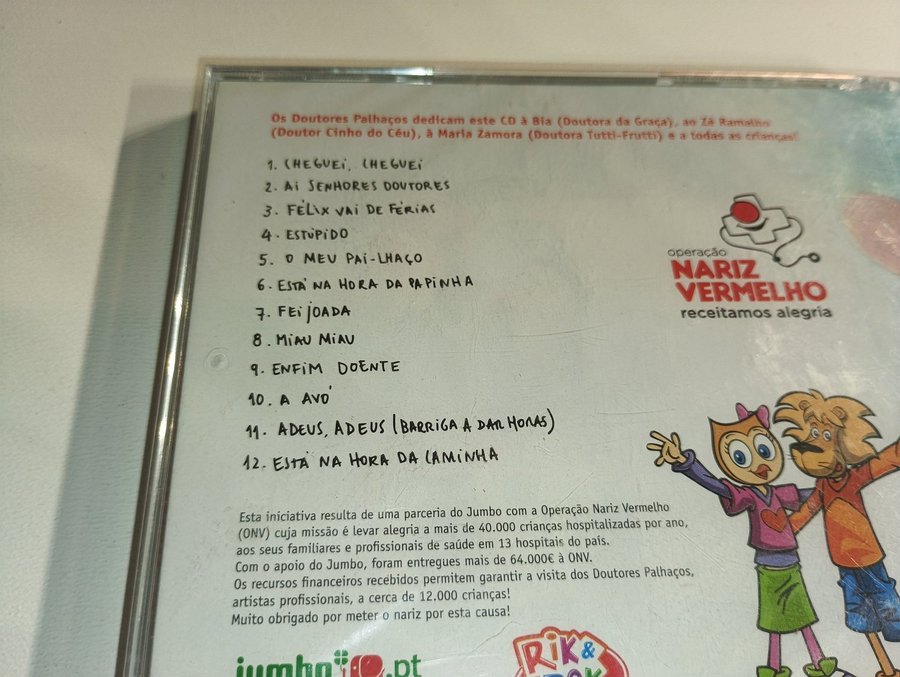 Os Doutores Palhaços dedicam este CD à Bia (Doutora da Graça), ao Zé Ramalho
(Doutor Cinho do Céu), à Maria Zamora (Doutora Tutti-Frutti) e a todas as crianças!
1. CHEGUEI, CHEGUEI
2. AI SENHORES DOUTORES
3. FÉLIX VAI DE FÉRIAS
4. ESTÚPIDO
5. O MEU PAI-LHAÇO
6. ESTÁ NA HORA DA PAPINHA
7. FEIJOADA
8. MIAU MIAU
9. ENFIM DOENTE
10. A AVÓ
11. ADEUS, ADEUS (BARRIGA A DAR HORAS)
12. ESTÁ NA HORA DA CAMINHA
operação
NARIZ
VERMELHO
receitamos alegria
Esta iniciativa resulta de uma parceria do Jumbo com a Operação Nariz Vermelho
(ONV) cuja missão é levar alegria a mais de 40.000 crianças hospitalizadas por ano,
aos seus familiares e profissionais de saúde em 13 hospitais do país.
Com o apoio do Jumbo, foram entregues mais de 64.000€ à ONV.
Os recursos financeiros recebidos permitem garantir a visita dos Doutores Palhaços,
artistas profissionais, a cerca de 12.000 crianças!
Muito obrigado por meter o nariz por esta causa!
jumbo .pt
RIK &
ROK